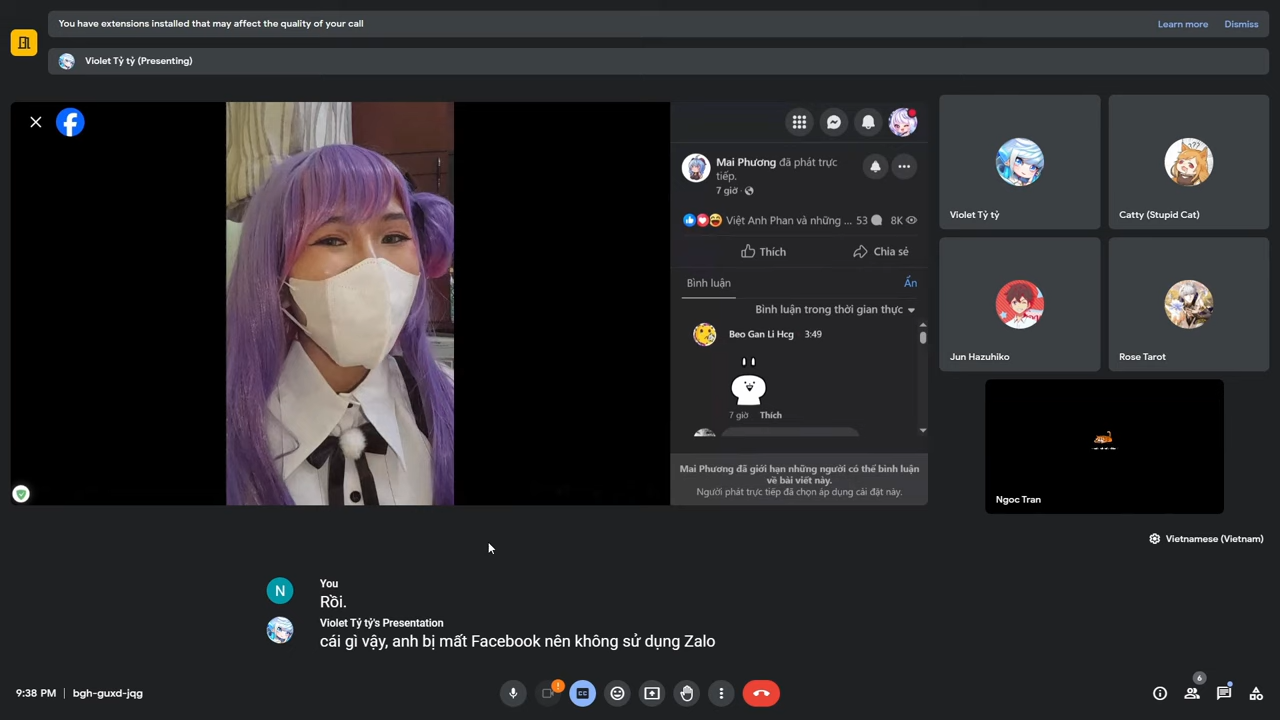 You have extensions installed that may affect the quality of your call
Learn more
Dismiss
Violet Tỷ tỷ (Presenting)
Mai Phương đã phát trực
tiếp.
7 giờ
Việt Anh Phan và những ... 53
8K
Thích
Chia sẻ
Bình luận
Ẩn
Bình luận trong thời gian thực
Beo Gan Li Hcg 3:49
7 giờ Thích
Mai Phương đã giới hạn những người có thể bình luận
về bài viết này.
Người phát trực tiếp đã chọn áp dụng cài đặt này.
Violet Tỷ tỷ
??
Catty (Stupid Cat)
Jun Hazuhiko
Rose Tarot
Ngoc Tran
Vietnamese (Vietnam)
N
You
Rồi.
Violet Tỷ tỷ's Presentation
cái gì vậy, anh bị mất Facebook nên không sử dụng Zalo
9:38 PM
bgh-guxd-jqg
!
CC
6